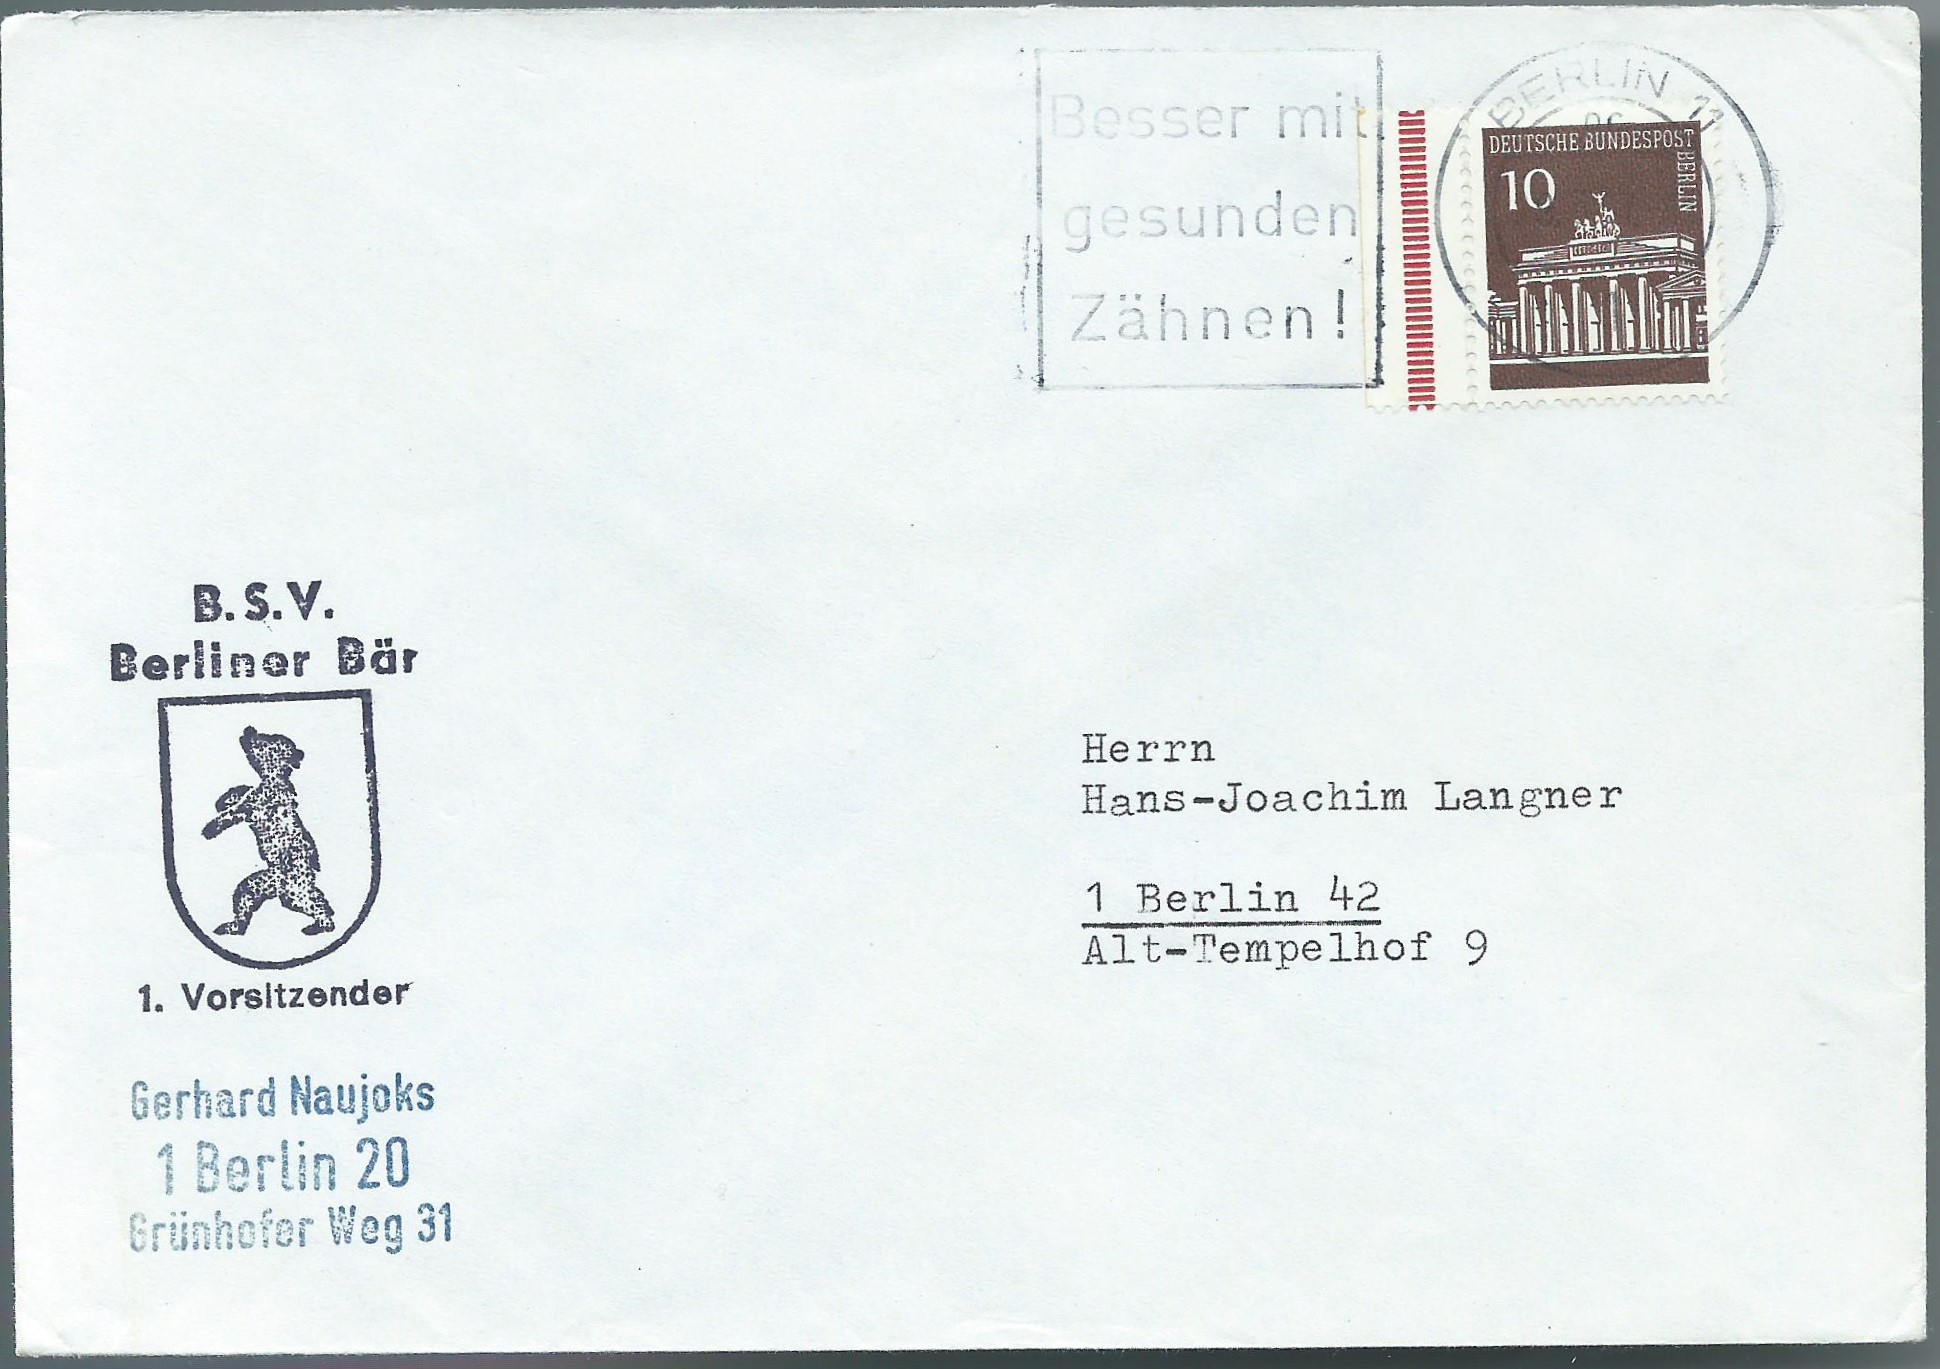 Besser mit
gesunden
Zähnen!
BERLIN 11
DEUTSCHE BUNDESPOST
BERLIN
10
B.S.V.
Berliner Bär
1. Vorsitzender
Gerhard Naujoks
1 Berlin 20
Grünhofer Weg 31
Herrn
Hans-Joachim Langner
1 Berlin 42
Alt-Tempelhof 9